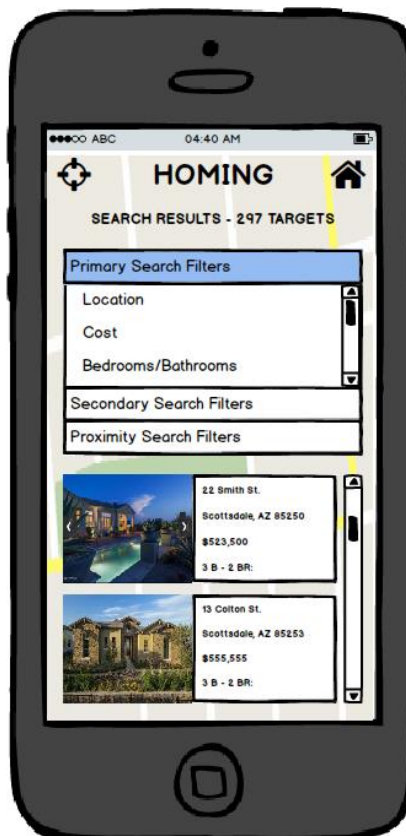 ABC 04:40 AM
HOMING
SEARCH RESULTS - 297 TARGETS
Primary Search Filters
Location
Cost
Bedrooms/Bathrooms
Secondary Search Filters
Proximity Search Filters
22 Smith St.
Scottsdale, AZ 85250
$523,500
3 B - 2 BR:
13 Colton St.
Scottsdale, AZ 85253
$555,555
3 B - 2 BR: